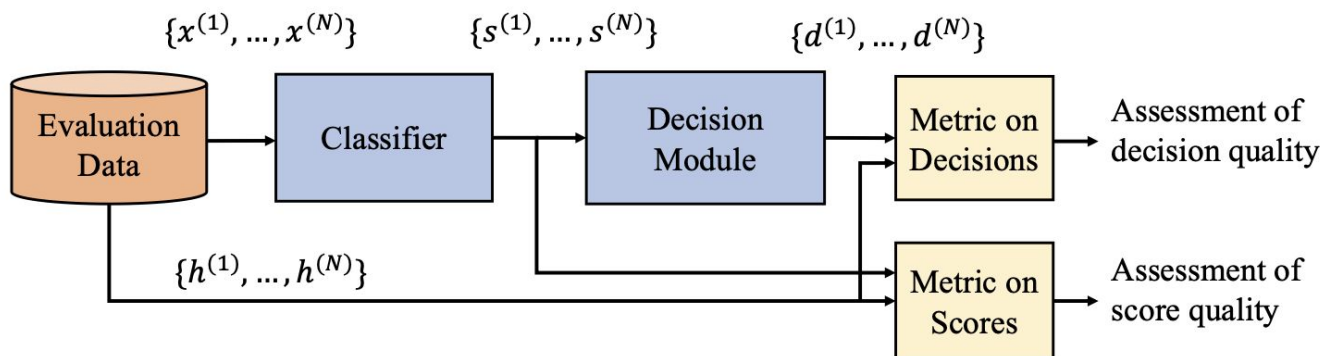 {x^(1), …, x^(N)}
{s^(1), …, s^(N)}
{d^(1), …, d^(N)}
Evaluation
Data
Classifier
Decision
Module
Metric on
Decisions
Assessment of
decision quality
{h^(1), …, h^(N)}
Metric on
Scores
Assessment of
score quality